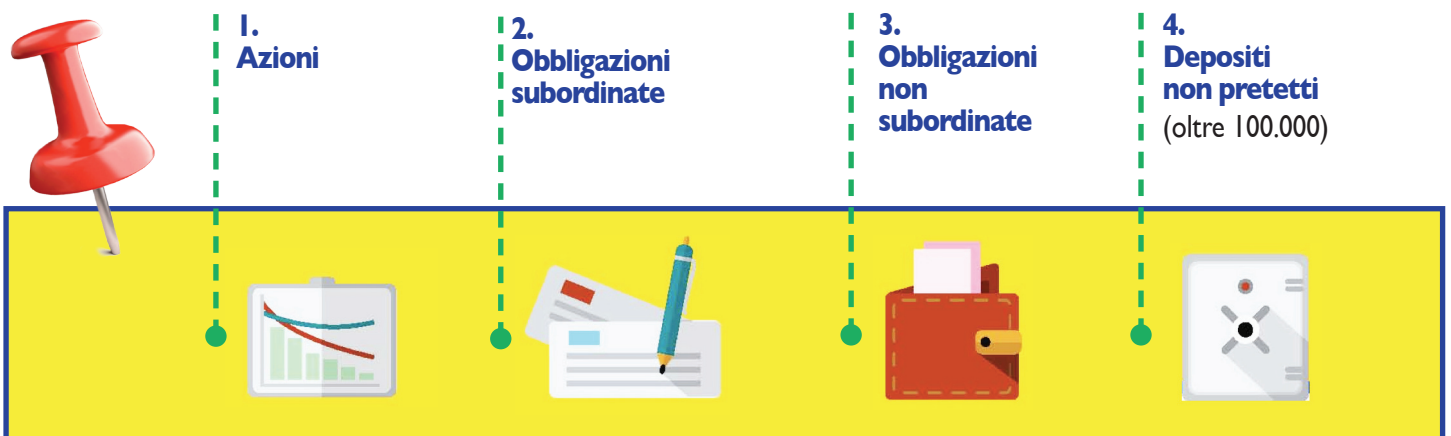 1.
Azioni
2.
Obbligazioni
subordinate
3.
Obbligazioni
non
subordinate
4.
Depositi
non pretetti
(oltre 100.000)